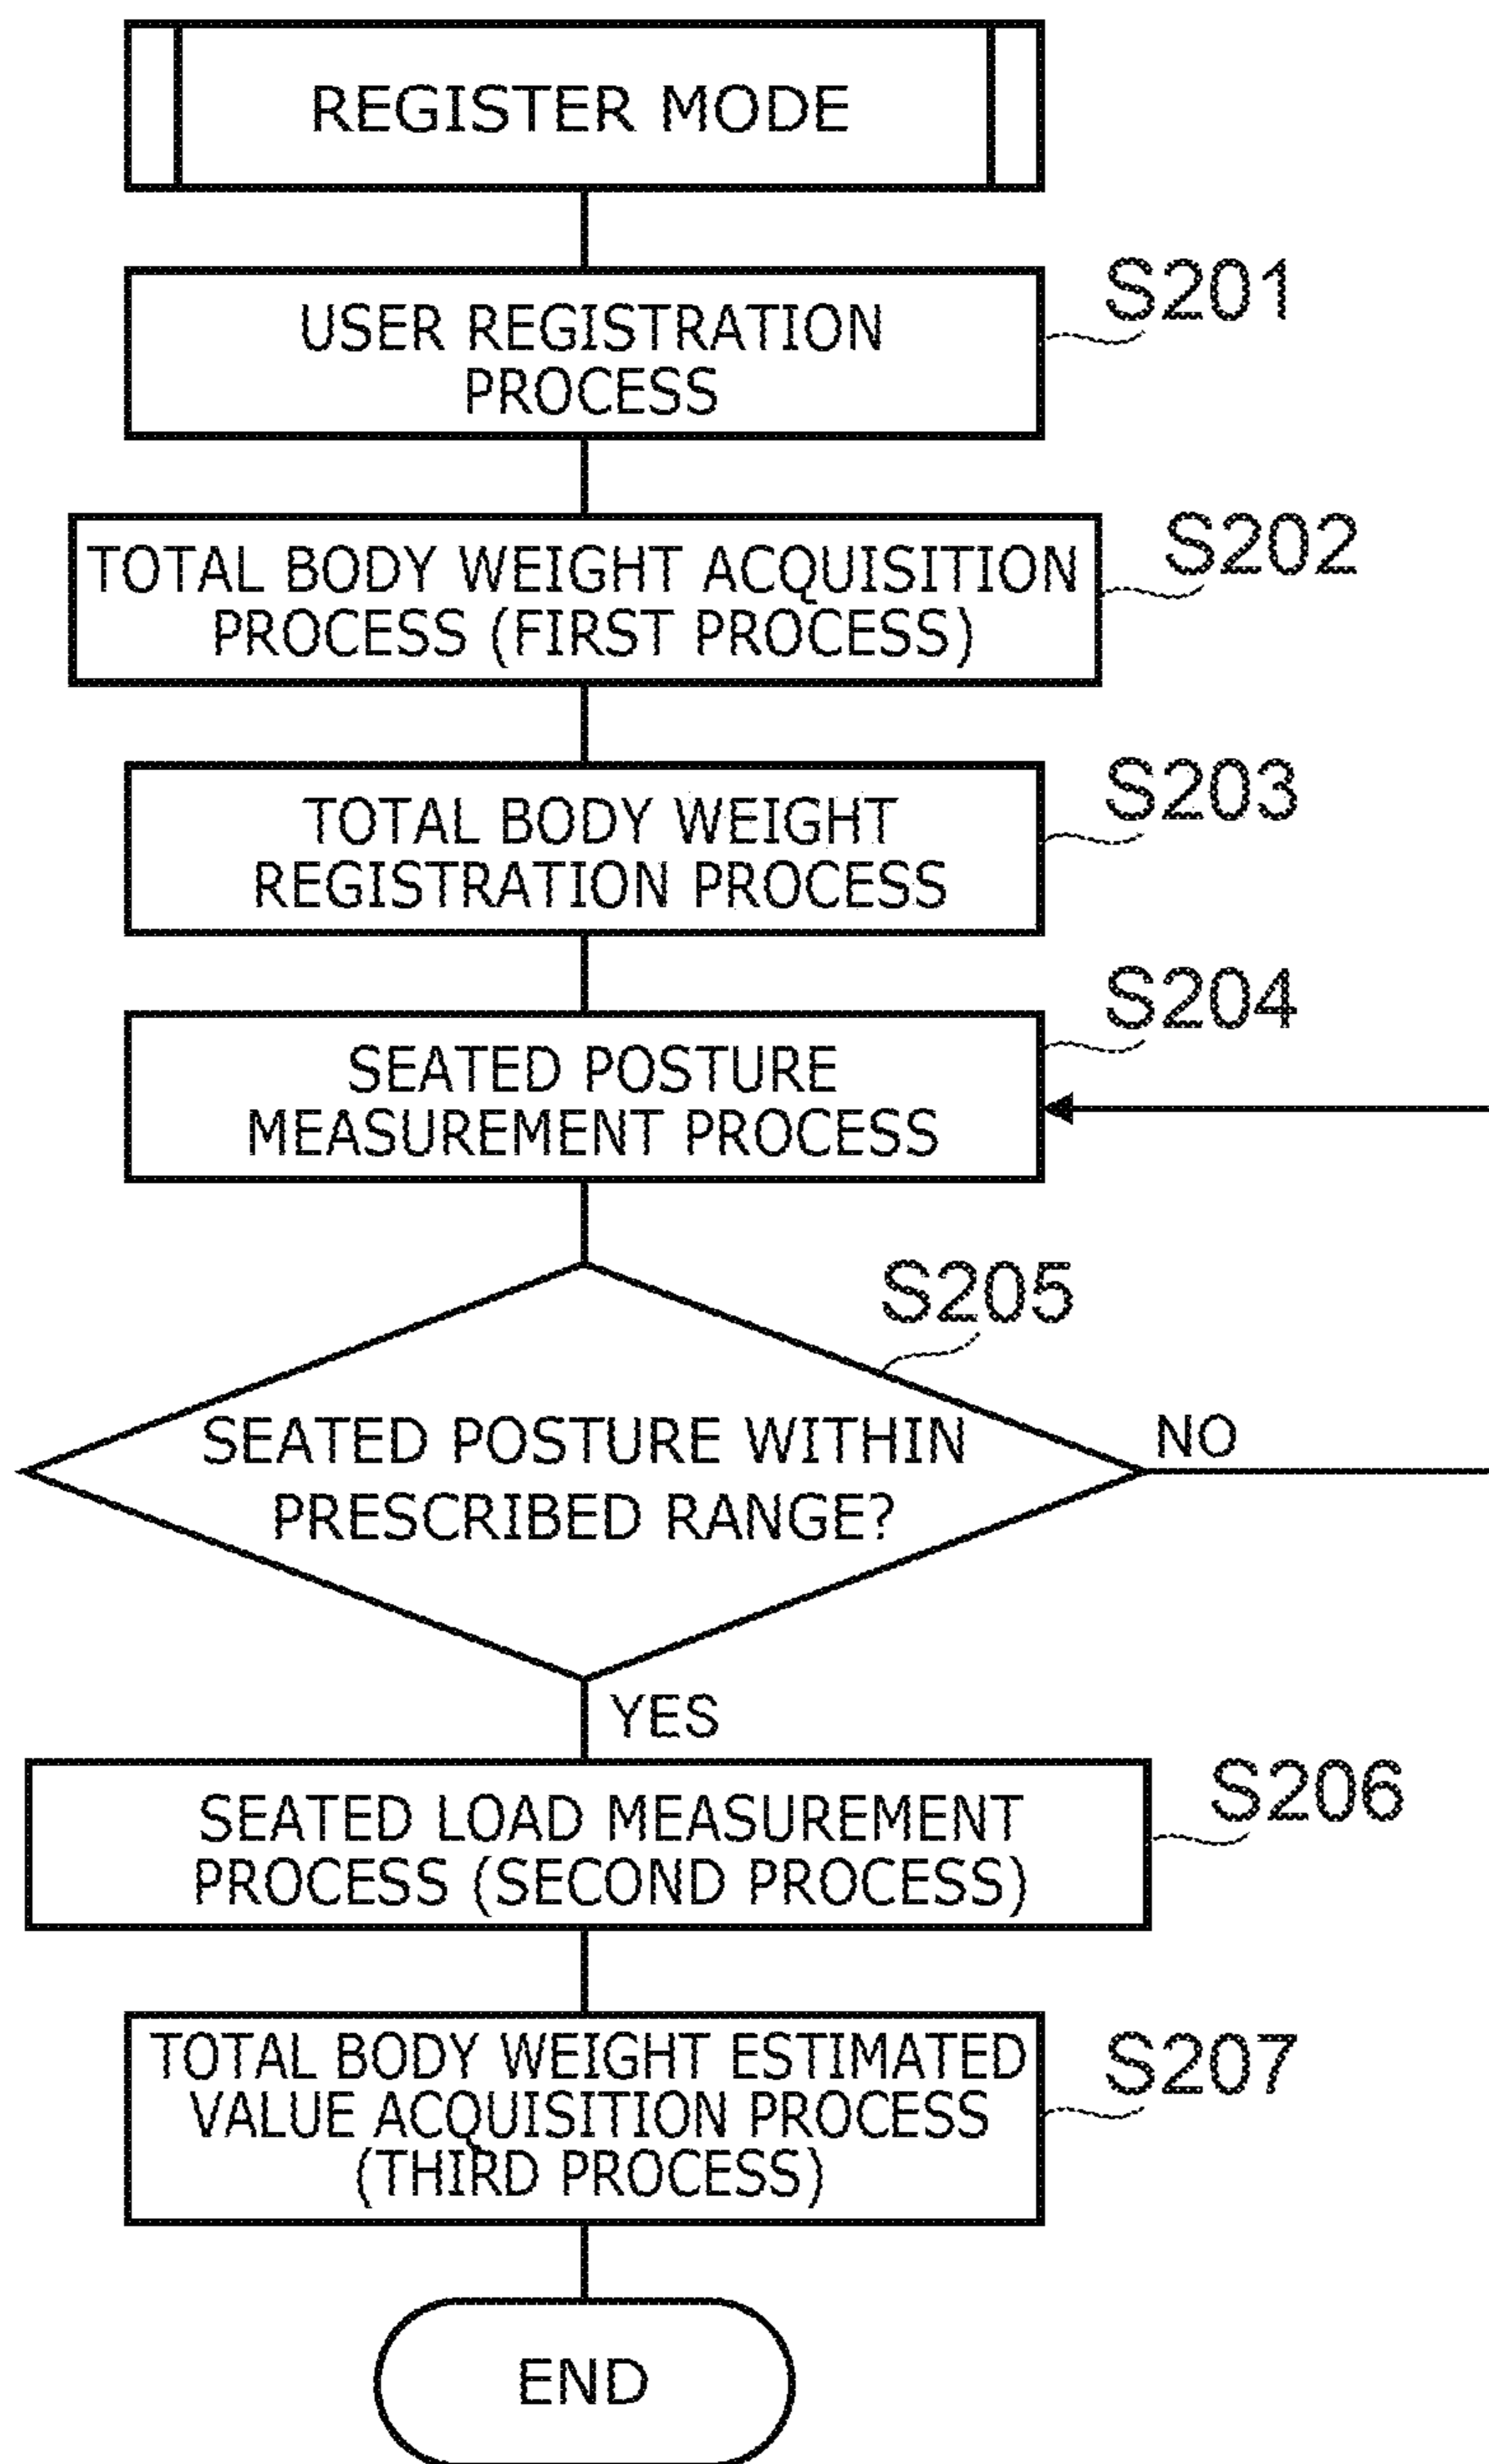 REGISTER MODE
S201
USER REGISTRATION
PROCESS
S202
TOTAL BODY WEIGHT ACQUISITION
PROCESS (FIRST PROCESS)
S203
TOTAL BODY WEIGHT
REGISTRATION PROCESS
S204
SEATED POSTURE
MEASUREMENT PROCESS
S205
SEATED POSTURE WITHIN
PRESCRIBED RANGE?
NO
YES
S206
SEATED LOAD MEASUREMENT
PROCESS (SECOND PROCESS)
S207
TOTAL BODY WEIGHT ESTIMATED
VALUE ACQUISITION PROCESS
(THIRD PROCESS)
END